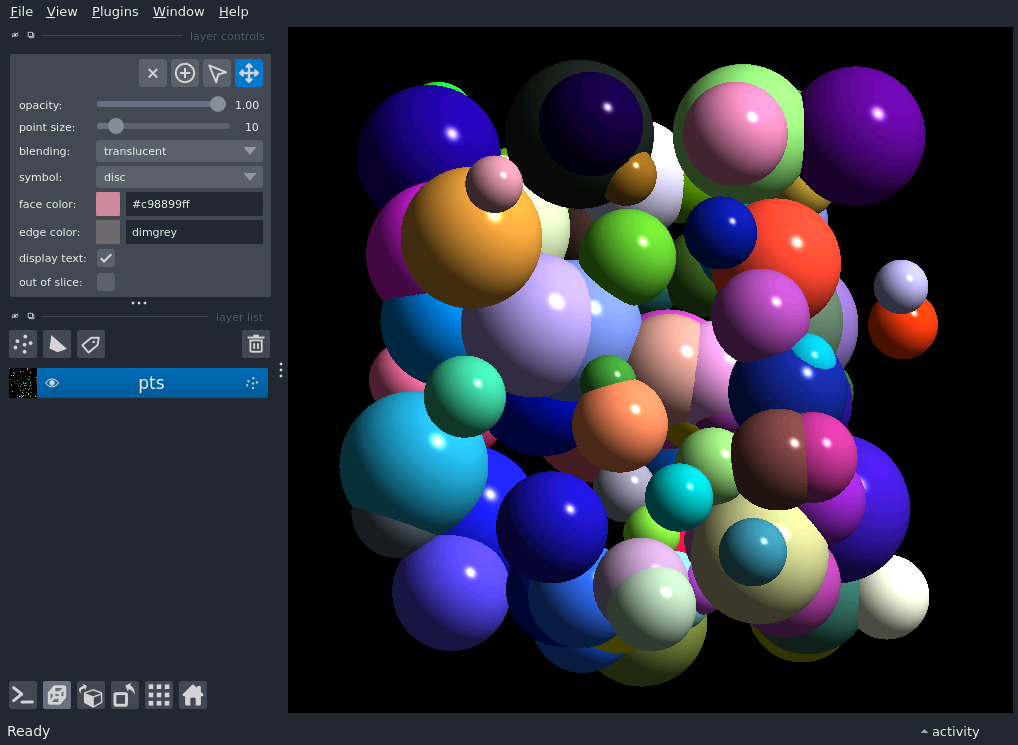 File View Plugins Window Help
layer controls
opacity: 1.00
point size: 10
blending: translucent
symbol: disc
face color: #c98899ff
edge color: dimgrey
display text:
out of slice:
layer list
pts
Ready activity